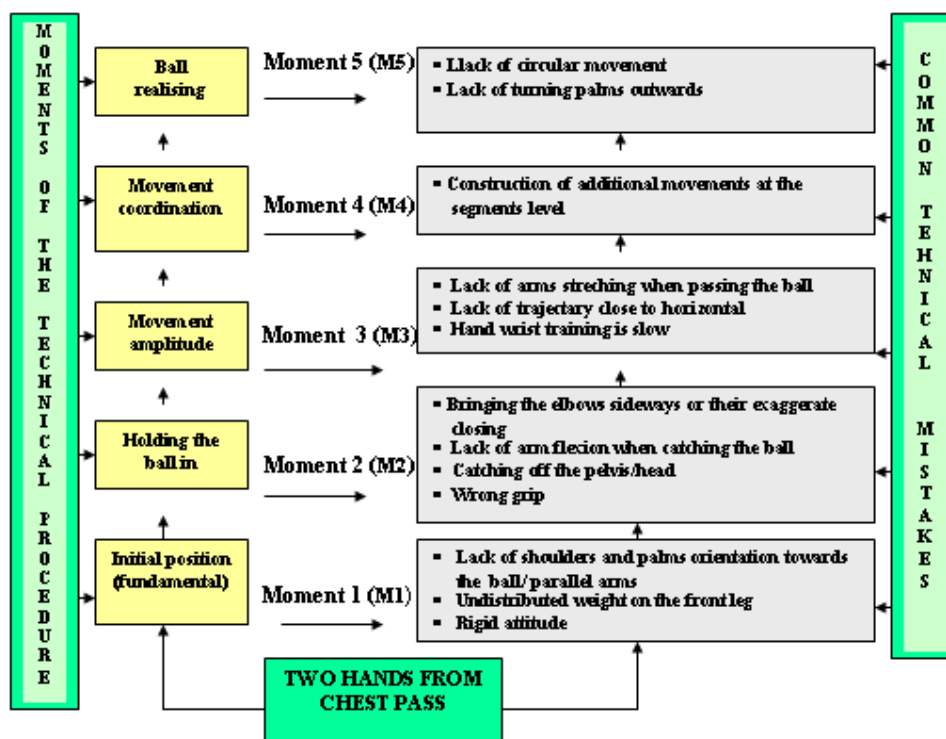 MOMENTS OF THE TECHNICAL PROCEDURE
Ball
realising
Moment 5 (M5)
▪ Llack of circular movement
▪ Lack of turning palms outwards
Movement
coordination
Moment 4 (M4)
▪ Construction of additional movements at the
segments level
Movement
amplitude
Moment 3 (M3)
▪ Lack of arms streching when passing the ball
▪ Lack of trajectory close to horizontal
▪ Hand wrist training is slow
Holding the
ball in
Moment 2 (M2)
▪ Bringing the elbows sideways or their exaggerate
closing
▪ Lack of arm flexion when catching the ball
▪ Catching off the pelvis/head
▪ Wrong grip
Initial position
(fundamental)
Moment 1 (M1)
▪ Lack of shoulders and palms orientation towards
the ball/parallel arms
▪ Undistributed weight on the front leg
▪ Rigid attitude
TWO HANDS FROM
CHEST PASS
COMMON TEHNICAL MISTAKES